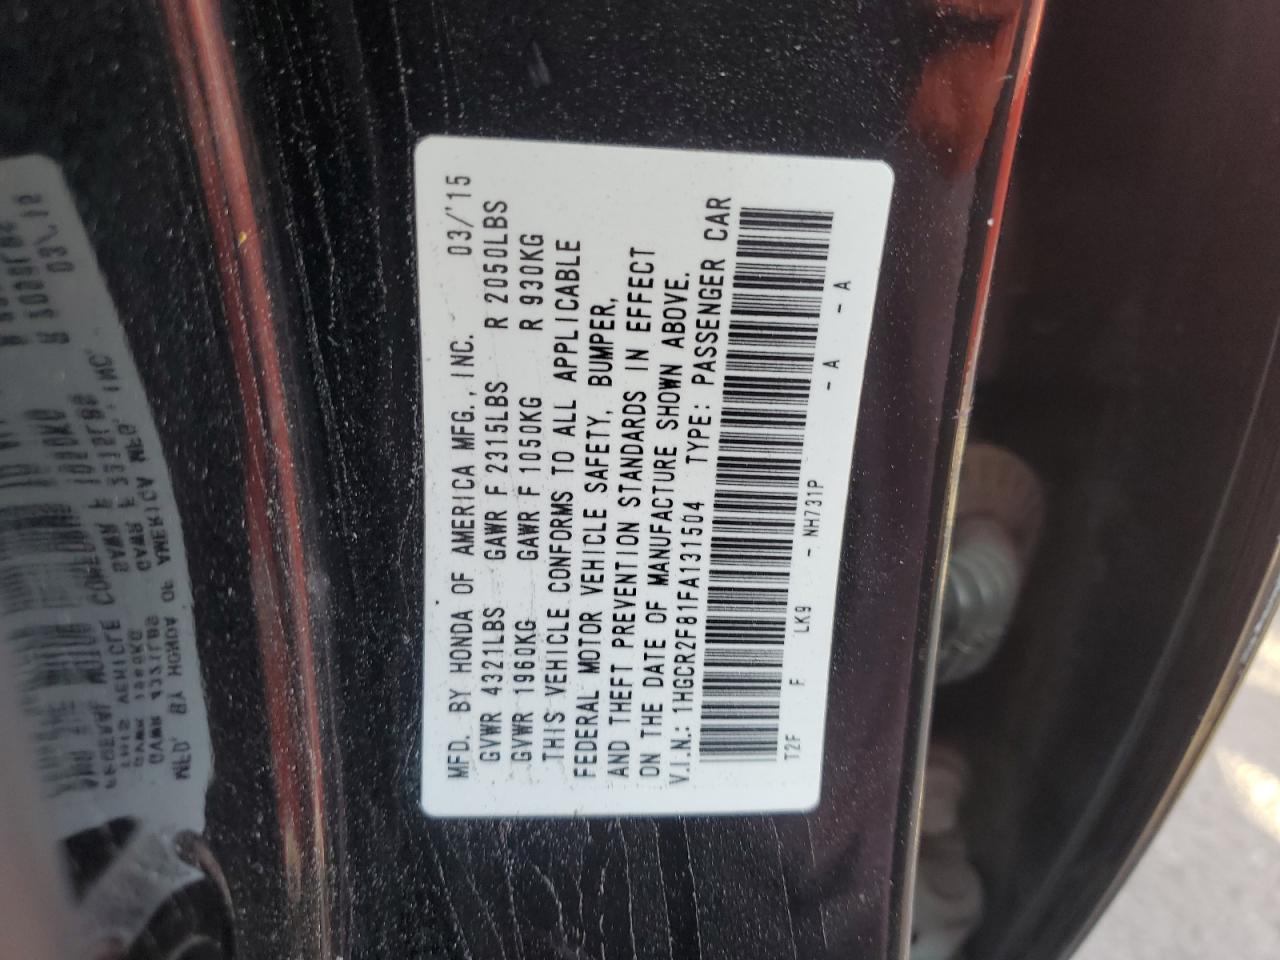 MFD. BY HONDA OF AMERICA MFG., INC. 03/'15
GVWR 4321LBS GAWR F 2315LBS R 2050LBS
GVWR 1960KG GAWR F 1050KG R 930KG
THIS VEHICLE CONFORMS TO ALL APPLICABLE
FEDERAL MOTOR VEHICLE SAFETY, BUMPER,
AND THEFT PREVENTION STANDARDS IN EFFECT
ON THE DATE OF MANUFACTURE SHOWN ABOVE.
V.I.N.: 1HGCR2F81FA131504 TYPE: PASSENGER CAR
T2F F LK9 - NH731P - A - A